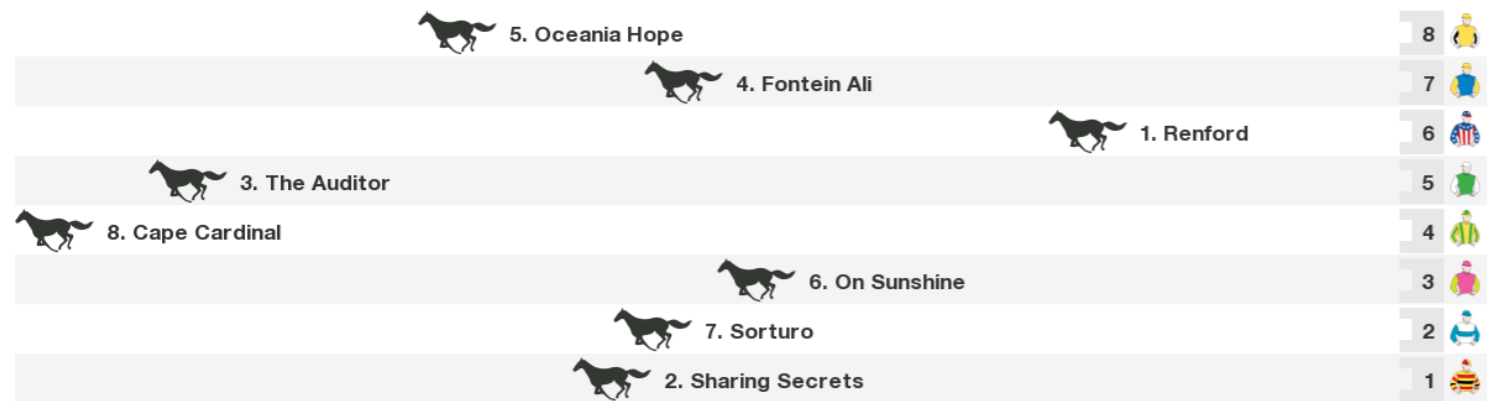 5. Oceania Hope 8
4. Fontein Ali 7
1. Renford 6
3. The Auditor 5
8. Cape Cardinal 4
6. On Sunshine 3
7. Sorturo 2
2. Sharing Secrets 1